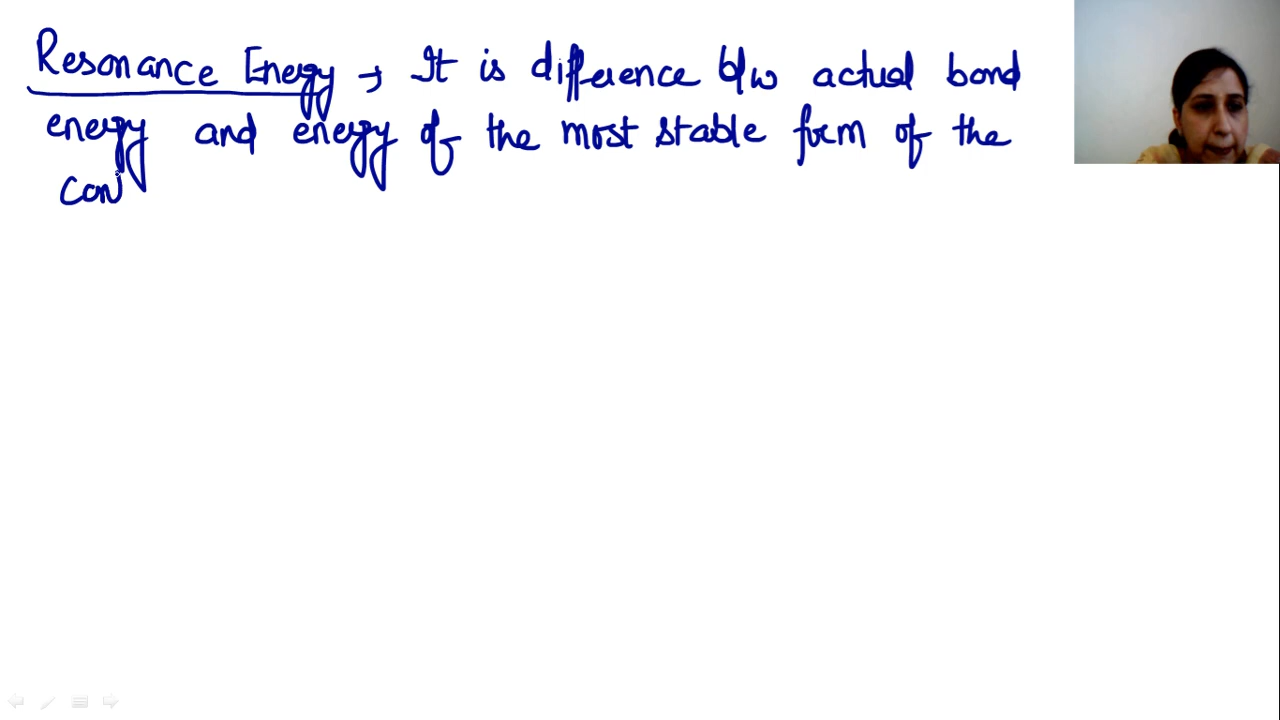 Resonance Energy → It is difference b/w actual bond
energy and energy of the most stable form of the
con